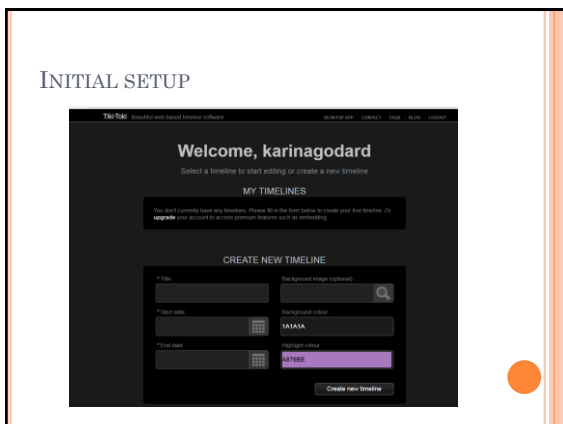 INITIAL SETUP
Tiki-Toki Beautiful web-based timeline software DESKTOP APP CONTACT FAQS BLOG LOGOUT
Welcome, karinagodard
Select a timeline to start editing or create a new timeline
MY TIMELINES
You don't currently have any timelines. Please fill in the form below to create your first timeline. Or
upgrade your account to access premium features such as embedding.
CREATE NEW TIMELINE
* Title Background image (optional)
* Start date Background colour
1A1A1A
* End date Highlight colour
A879BE
Create new timeline